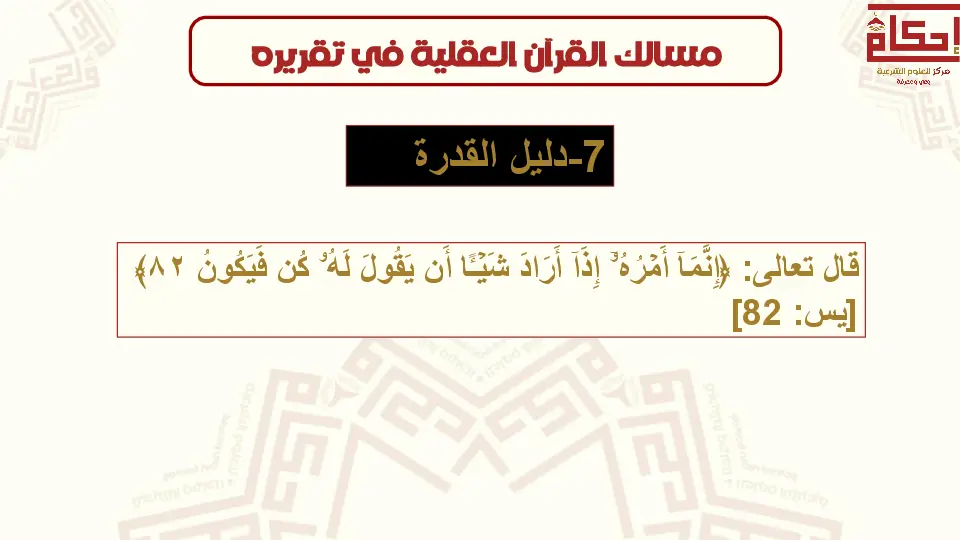 إحكام
مركز للعلوم الشرعية
وعي ومعرفة
مسالك القرآن العقلية في تقريره
7-دليل القدرة
قال تعالى: ﴿إِنَّمَآ أَمۡرُهُۥٓ إِذَآ أَرَادَ شَيۡـًٔا أَن يَقُولَ لَهُۥ كُن فَيَكُونُ ٨٢﴾
[يس: 82]